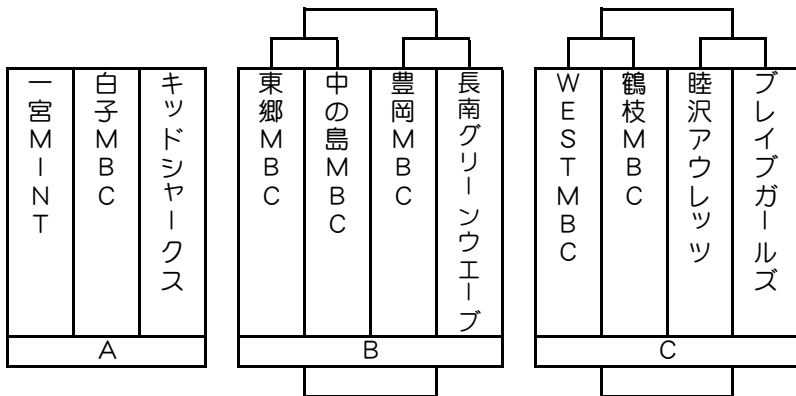 一宮MINT
白子MBC
キッドシャークス
A
東郷MBC
中の島MBC
豊岡MBC
長南グリーンウエーブ
B
WESTMBC
鶴枝MBC
睦沢アウレッツ
ブレイブガールズ
C